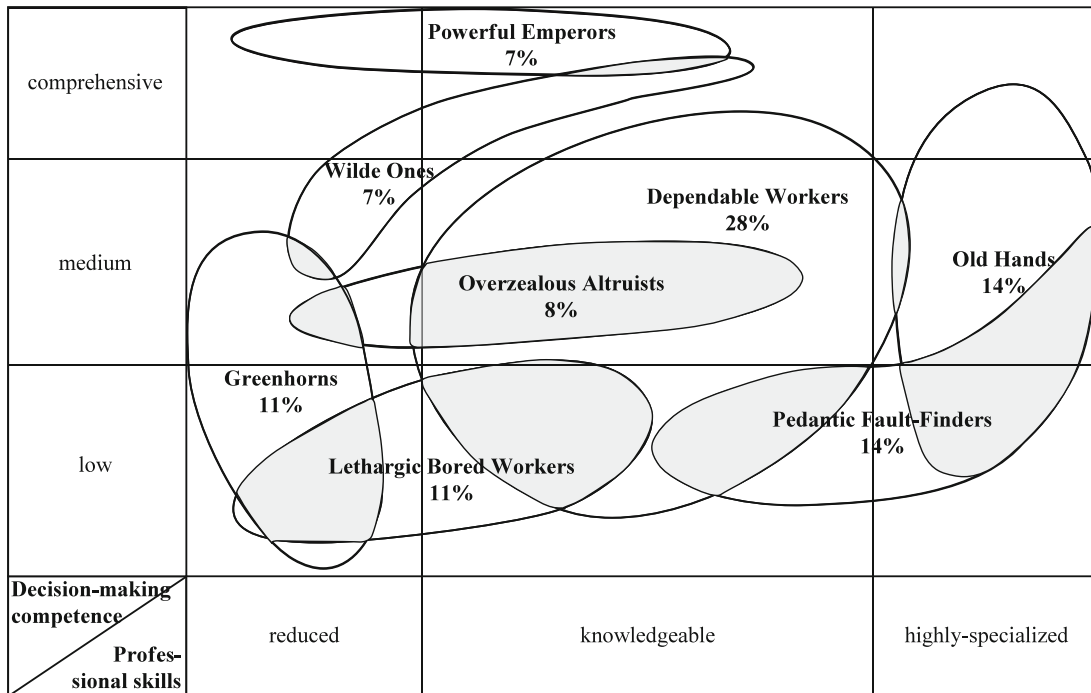 Powerful Emperors
7%
comprehensive
Wilde Ones
7%
Dependable Workers
28%
medium
Old Hands
14%
Overzealous Altruists
8%
Greenhorns
11%
Pedantic Fault-Finders
14%
low
Lethargic Bored Workers
11%
Decision-making
competence
Profes-
sional skills
reduced
knowledgeable
highly-specialized